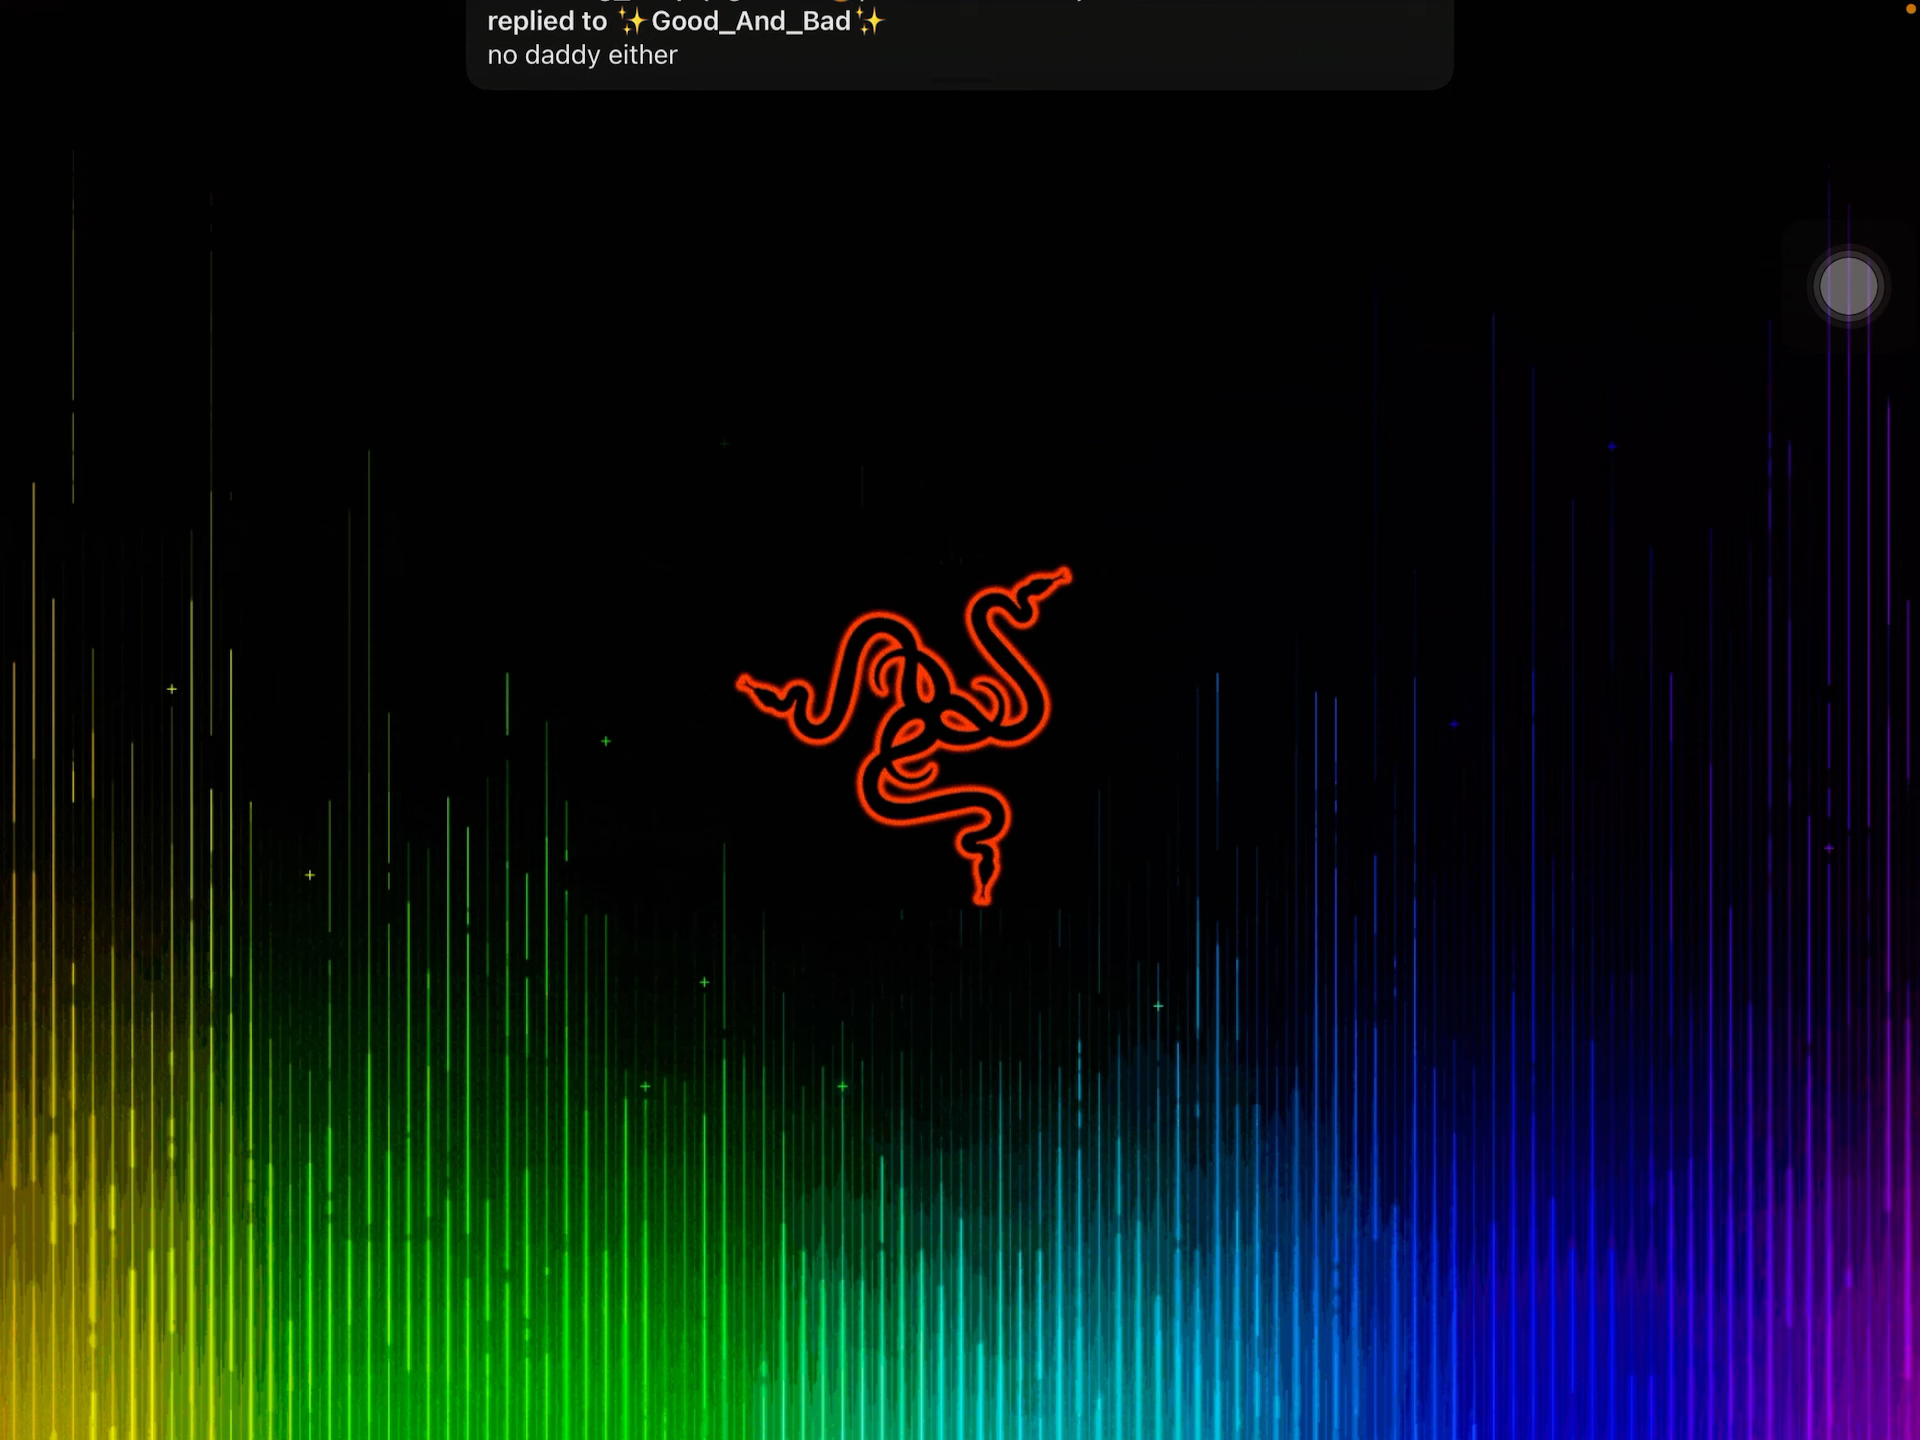 replied to ✨Good_And_Bad✨
no daddy either